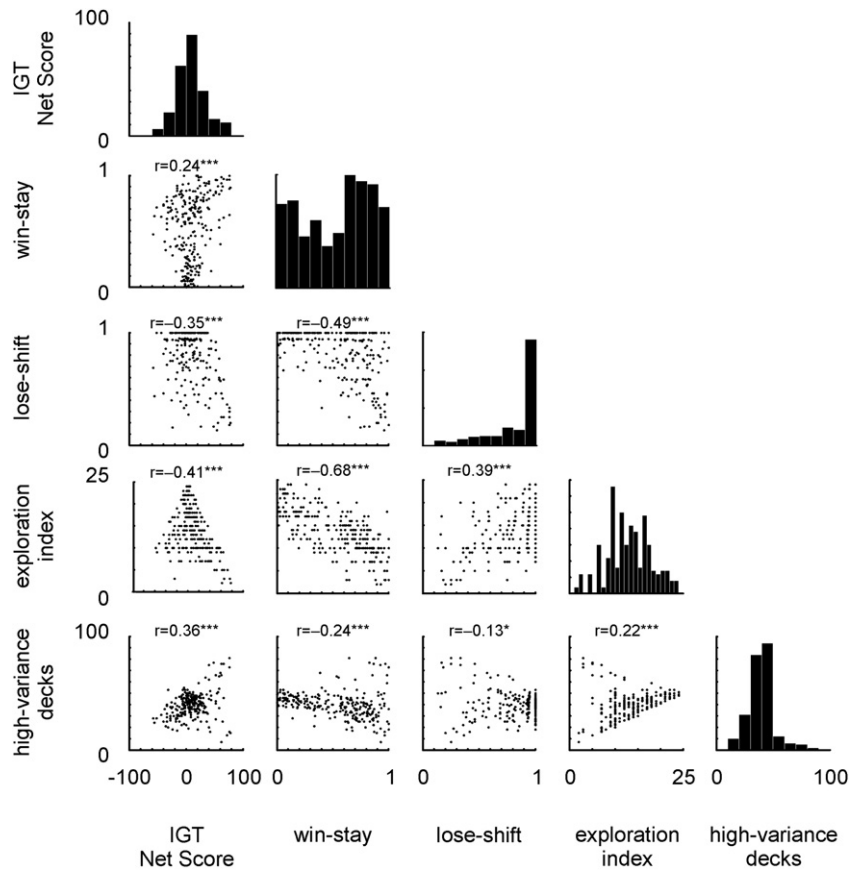 100
IGT
Net Score
0
r=0.24***
1
win-stay
0
r=–0.35***
r=–0.49***
1
lose-shift
0
r=–0.41***
r=–0.68***
r=0.39***
25
exploration
index
0
r=0.36***
r=–0.24***
r=–0.13*
r=0.22***
100
high-variance
decks
0
-100 0 100
0 1
0 1
0 25
0 100
IGT
Net Score
win-stay
lose-shift
exploration
index
high-variance
decks